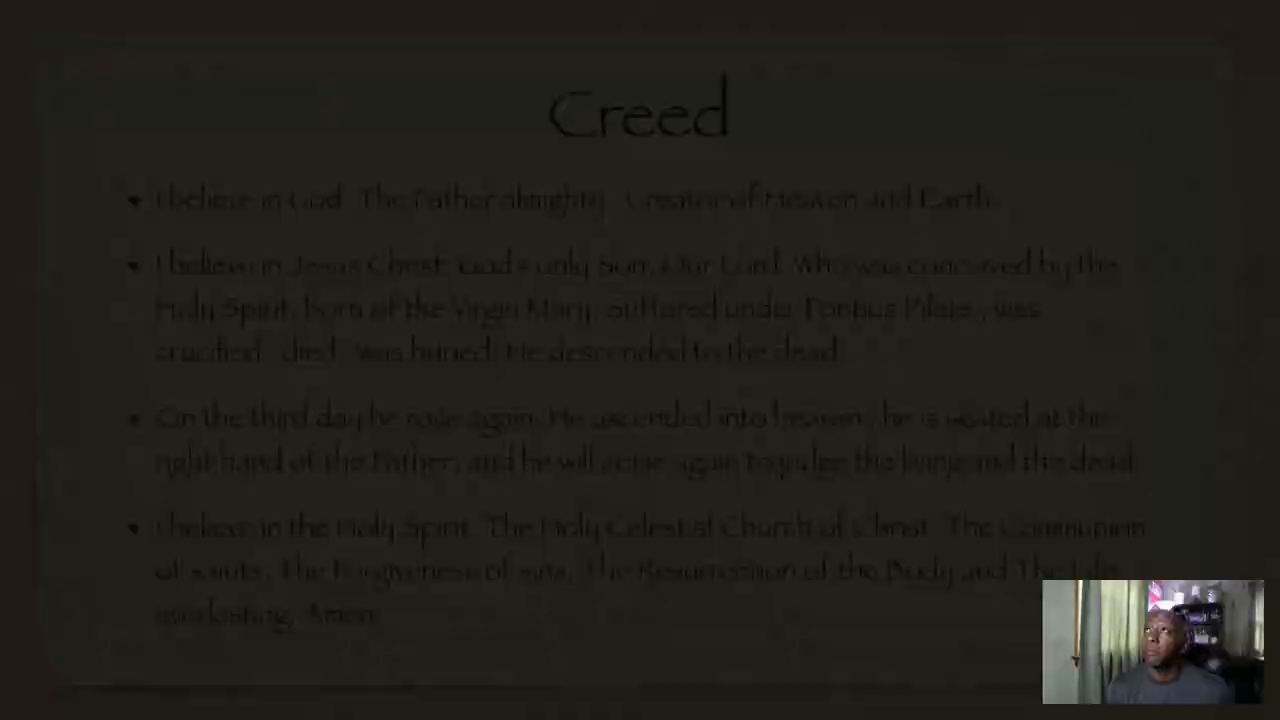 Creed
• I believe in God. The Father almighty. Creator of Heaven and Earth.
• I believe in Jesus Christ. God's only Son. Our Lord. Who was conceived by the
Holy Spirit, born of the Virgin Mary. Suffured under Pontius Pilate, was
crucified, died, was buried; He descended to the dead.
• On the third day he rose again. He ascended into heaven, he is seated at the
right hand of the Father, and he will come again to judge the living and the dead
• I believe in the Holy Spirit. The Holy Celestial Church of Christ. The Communion
of saints. The Forgiveness of sins. The Resurrection of the Body and The Life
everlasting. Amen.